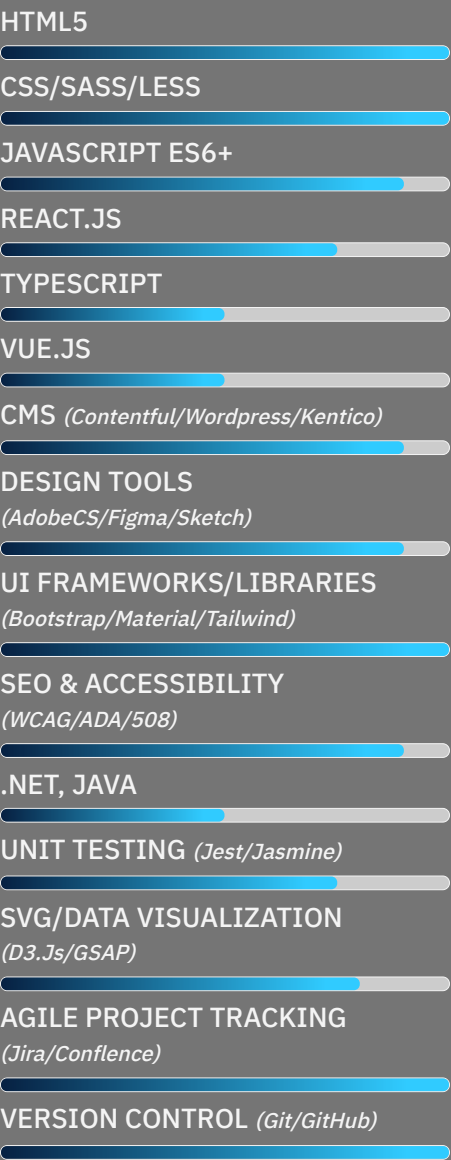 HTML5
CSS/SASS/LESS
JAVASCRIPT ES6+
REACT.JS
TYPESCRIPT
VUE.JS
CMS (Contentful/Wordpress/Kentico)
DESIGN TOOLS
(AdobeCS/Figma/Sketch)
UI FRAMEWORKS/LIBRARIES
(Bootstrap/Material/Tailwind)
SEO & ACCESSIBILITY
(WCAG/ADA/508)
.NET, JAVA
UNIT TESTING (Jest/Jasmine)
SVG/DATA VISUALIZATION
(D3.Js/GSAP)
AGILE PROJECT TRACKING
(Jira/Conflence)
VERSION CONTROL (Git/GitHub)